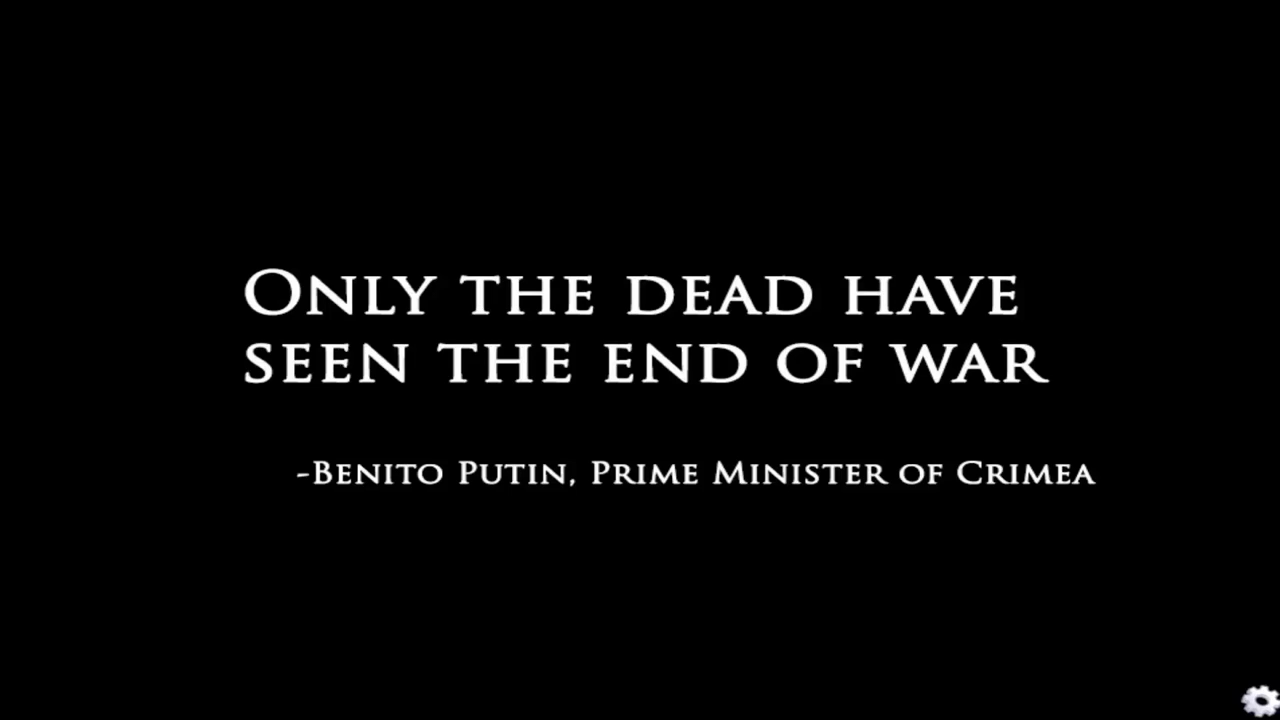 Only the dead have
seen the end of war
-Benito Putin, Prime Minister of Crimea